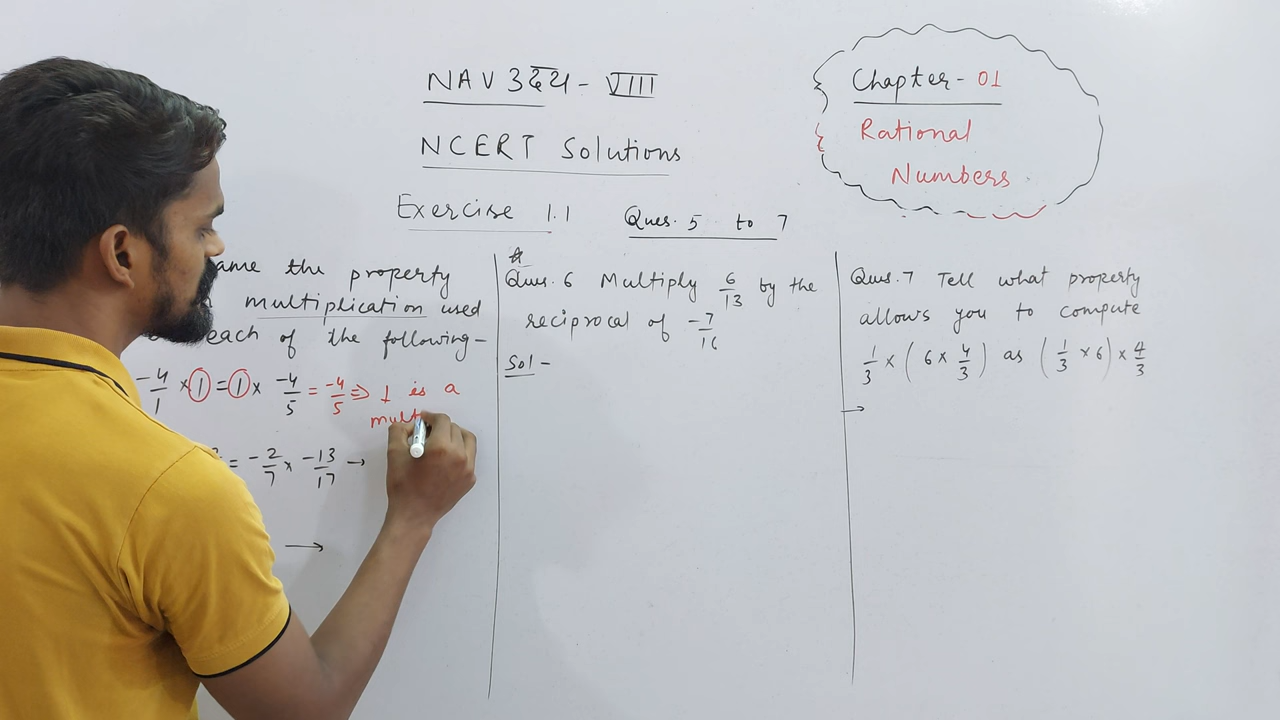 NAV उदय - VIII
NCERT Solutions
Exercise 1.1 Ques. 5 to 7
Chapter - 01
Rational
Numbers
ame the property
multiplication used
each of the following-
-4/1 × 1 = 1 × -4/5 = -4/5 ⇒ 1 is a
mult
= -2/7 × -13/17 →
→
Ques. 6 Multiply 6/13 by the
reciprocal of -7/16
Sol -
Ques. 7 Tell what property
allows you to compute
1/3 × (6 × 4/3) as (1/3 × 6) × 4/3
→